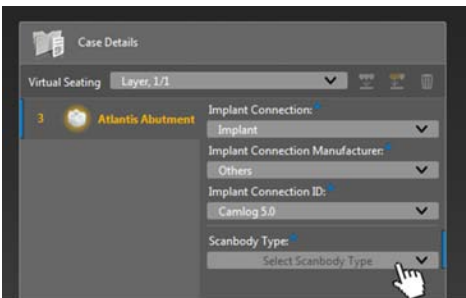 Case Details
Virtual Seating Layer, 1/1
3 Atlantis Abutment
Implant Connection:*
Implant
Implant Connection Manufacturer:*
Others
Implant Connection ID:*
Camlog 5.0
Scanbody Type:*
Select Scanbody Type